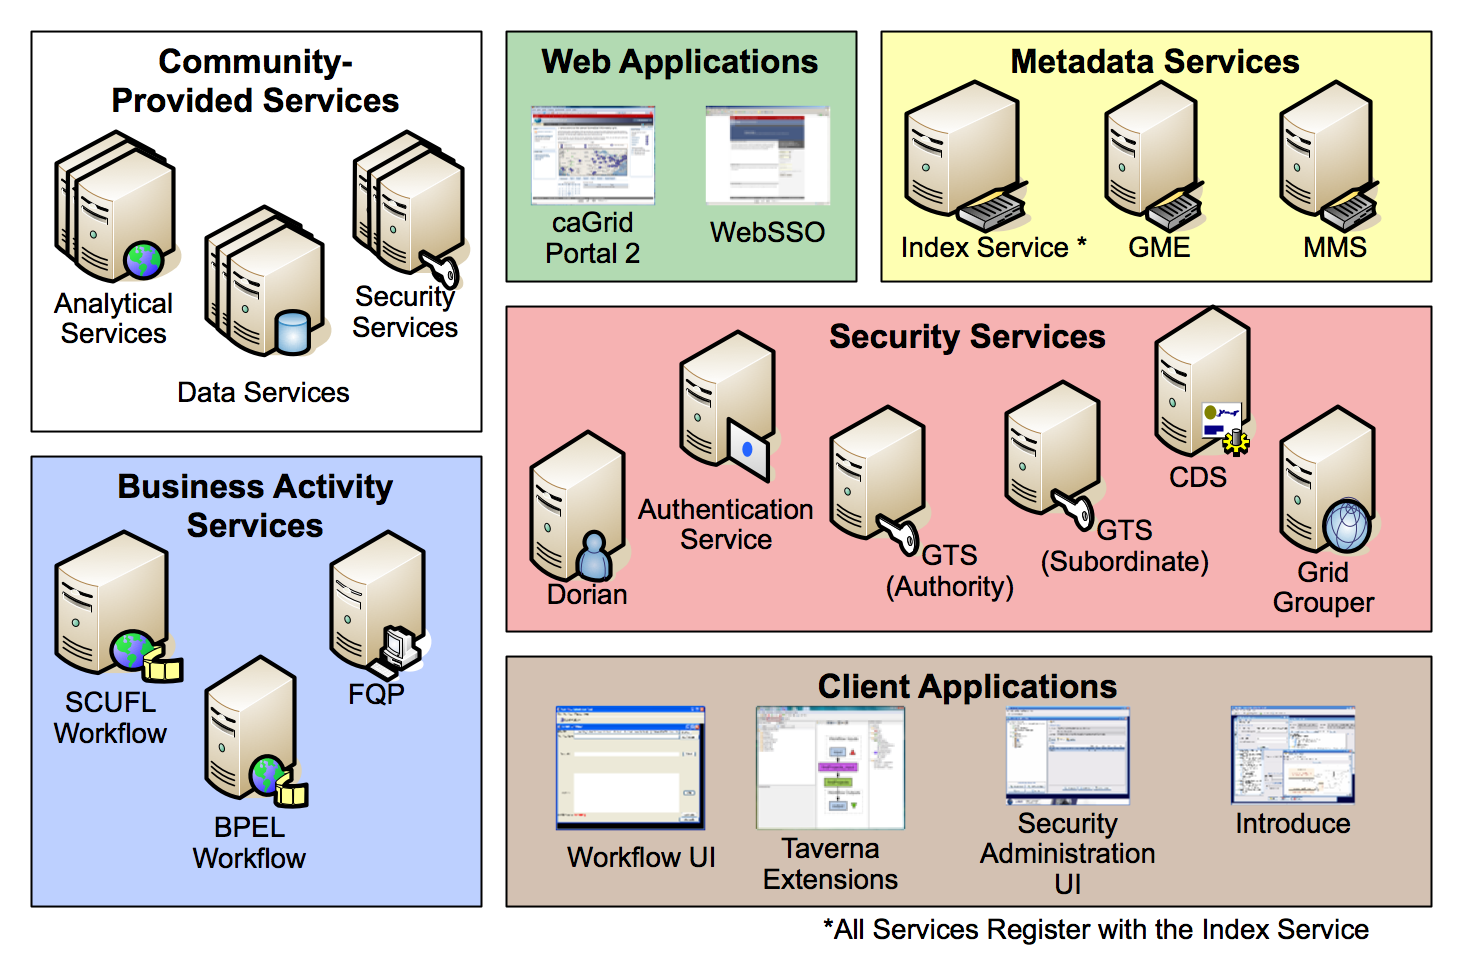 Community-
Provided Services
Analytical
Services
Security
Services
Data Services
Web Applications
caGrid
Portal 2
WebSSO
Metadata Services
Index Service *
GME
MMS
Security Services
Dorian
Authentication
Service
GTS
(Authority)
GTS
(Subordinate)
CDS
Grid
Grouper
Business Activity
Services
SCUFL
Workflow
FQP
BPEL
Workflow
Client Applications
Workflow UI
Taverna
Extensions
Security
Administration
UI
Introduce
*All Services Register with the Index Service